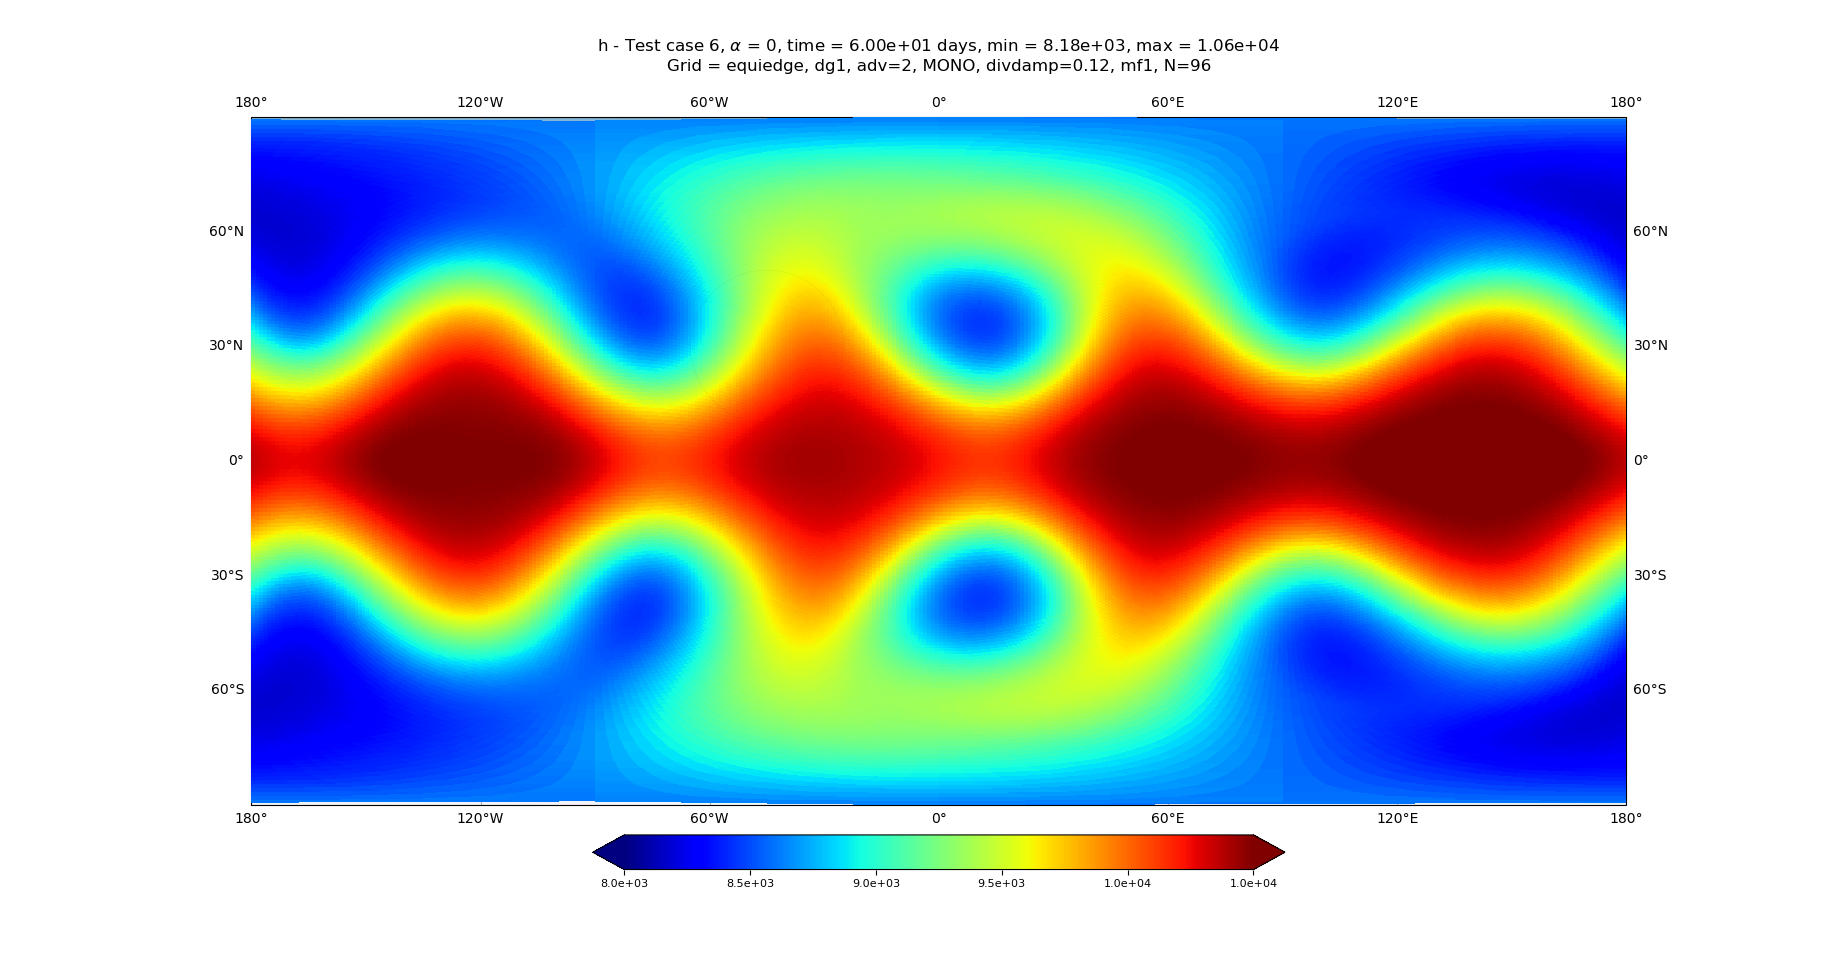 h - Test case 6, α = 0, time = 6.00e+01 days, min = 8.18e+03, max = 1.06e+04
Grid = equiedge, dg1, adv=2, MONO, divdamp=0.12, mf1, N=96
180° 120°W 60°W 0° 60°E 120°E 180°
60°N 60°N
30°N 30°N
0° 0°
30°S 30°S
60°S 60°S
180° 120°W 60°W 0° 60°E 120°E 180°
8.0e+03 8.5e+03 9.0e+03 9.5e+03 1.0e+04 1.0e+04